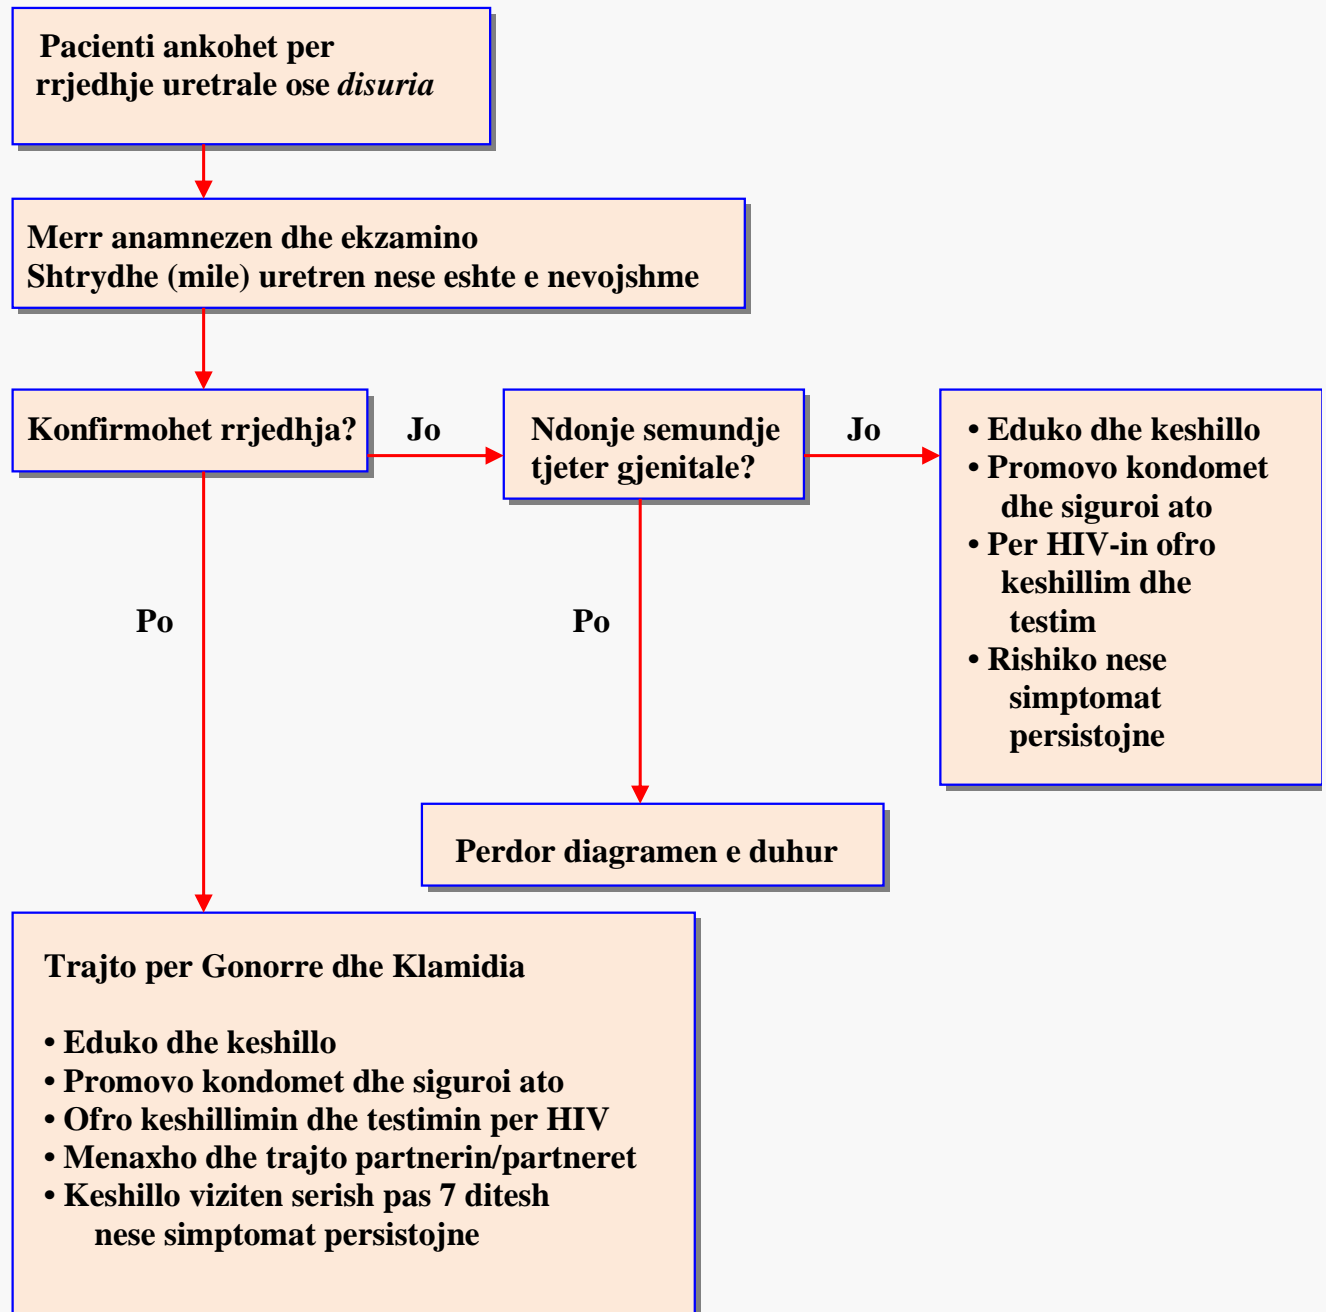 Pacienti ankohet per
rrjedhje uretrale ose disuria
Merr anamnezen dhe ekzamino
Shtrydhe (mile) uretren nese eshte e nevojshme
Konfirmohet rrjedhja?
Jo
Ndonje semundje
tjeter gjenitale?
Jo
• Eduko dhe keshillo
• Promovo kondomet
dhe siguroi ato
• Per HIV-in ofro
keshillim dhe
testim
• Rishiko nese
simptomat
persistojne
Po
Po
Perdor diagramen e duhur
Trajto per Gonorre dhe Klamidia
• Eduko dhe keshillo
• Promovo kondomet dhe siguroi ato
• Ofro keshillimin dhe testimin per HIV
• Menaxho dhe trajto partnerin/partneret
• Keshillo viziten serish pas 7 ditesh
nese simptomat persistojne